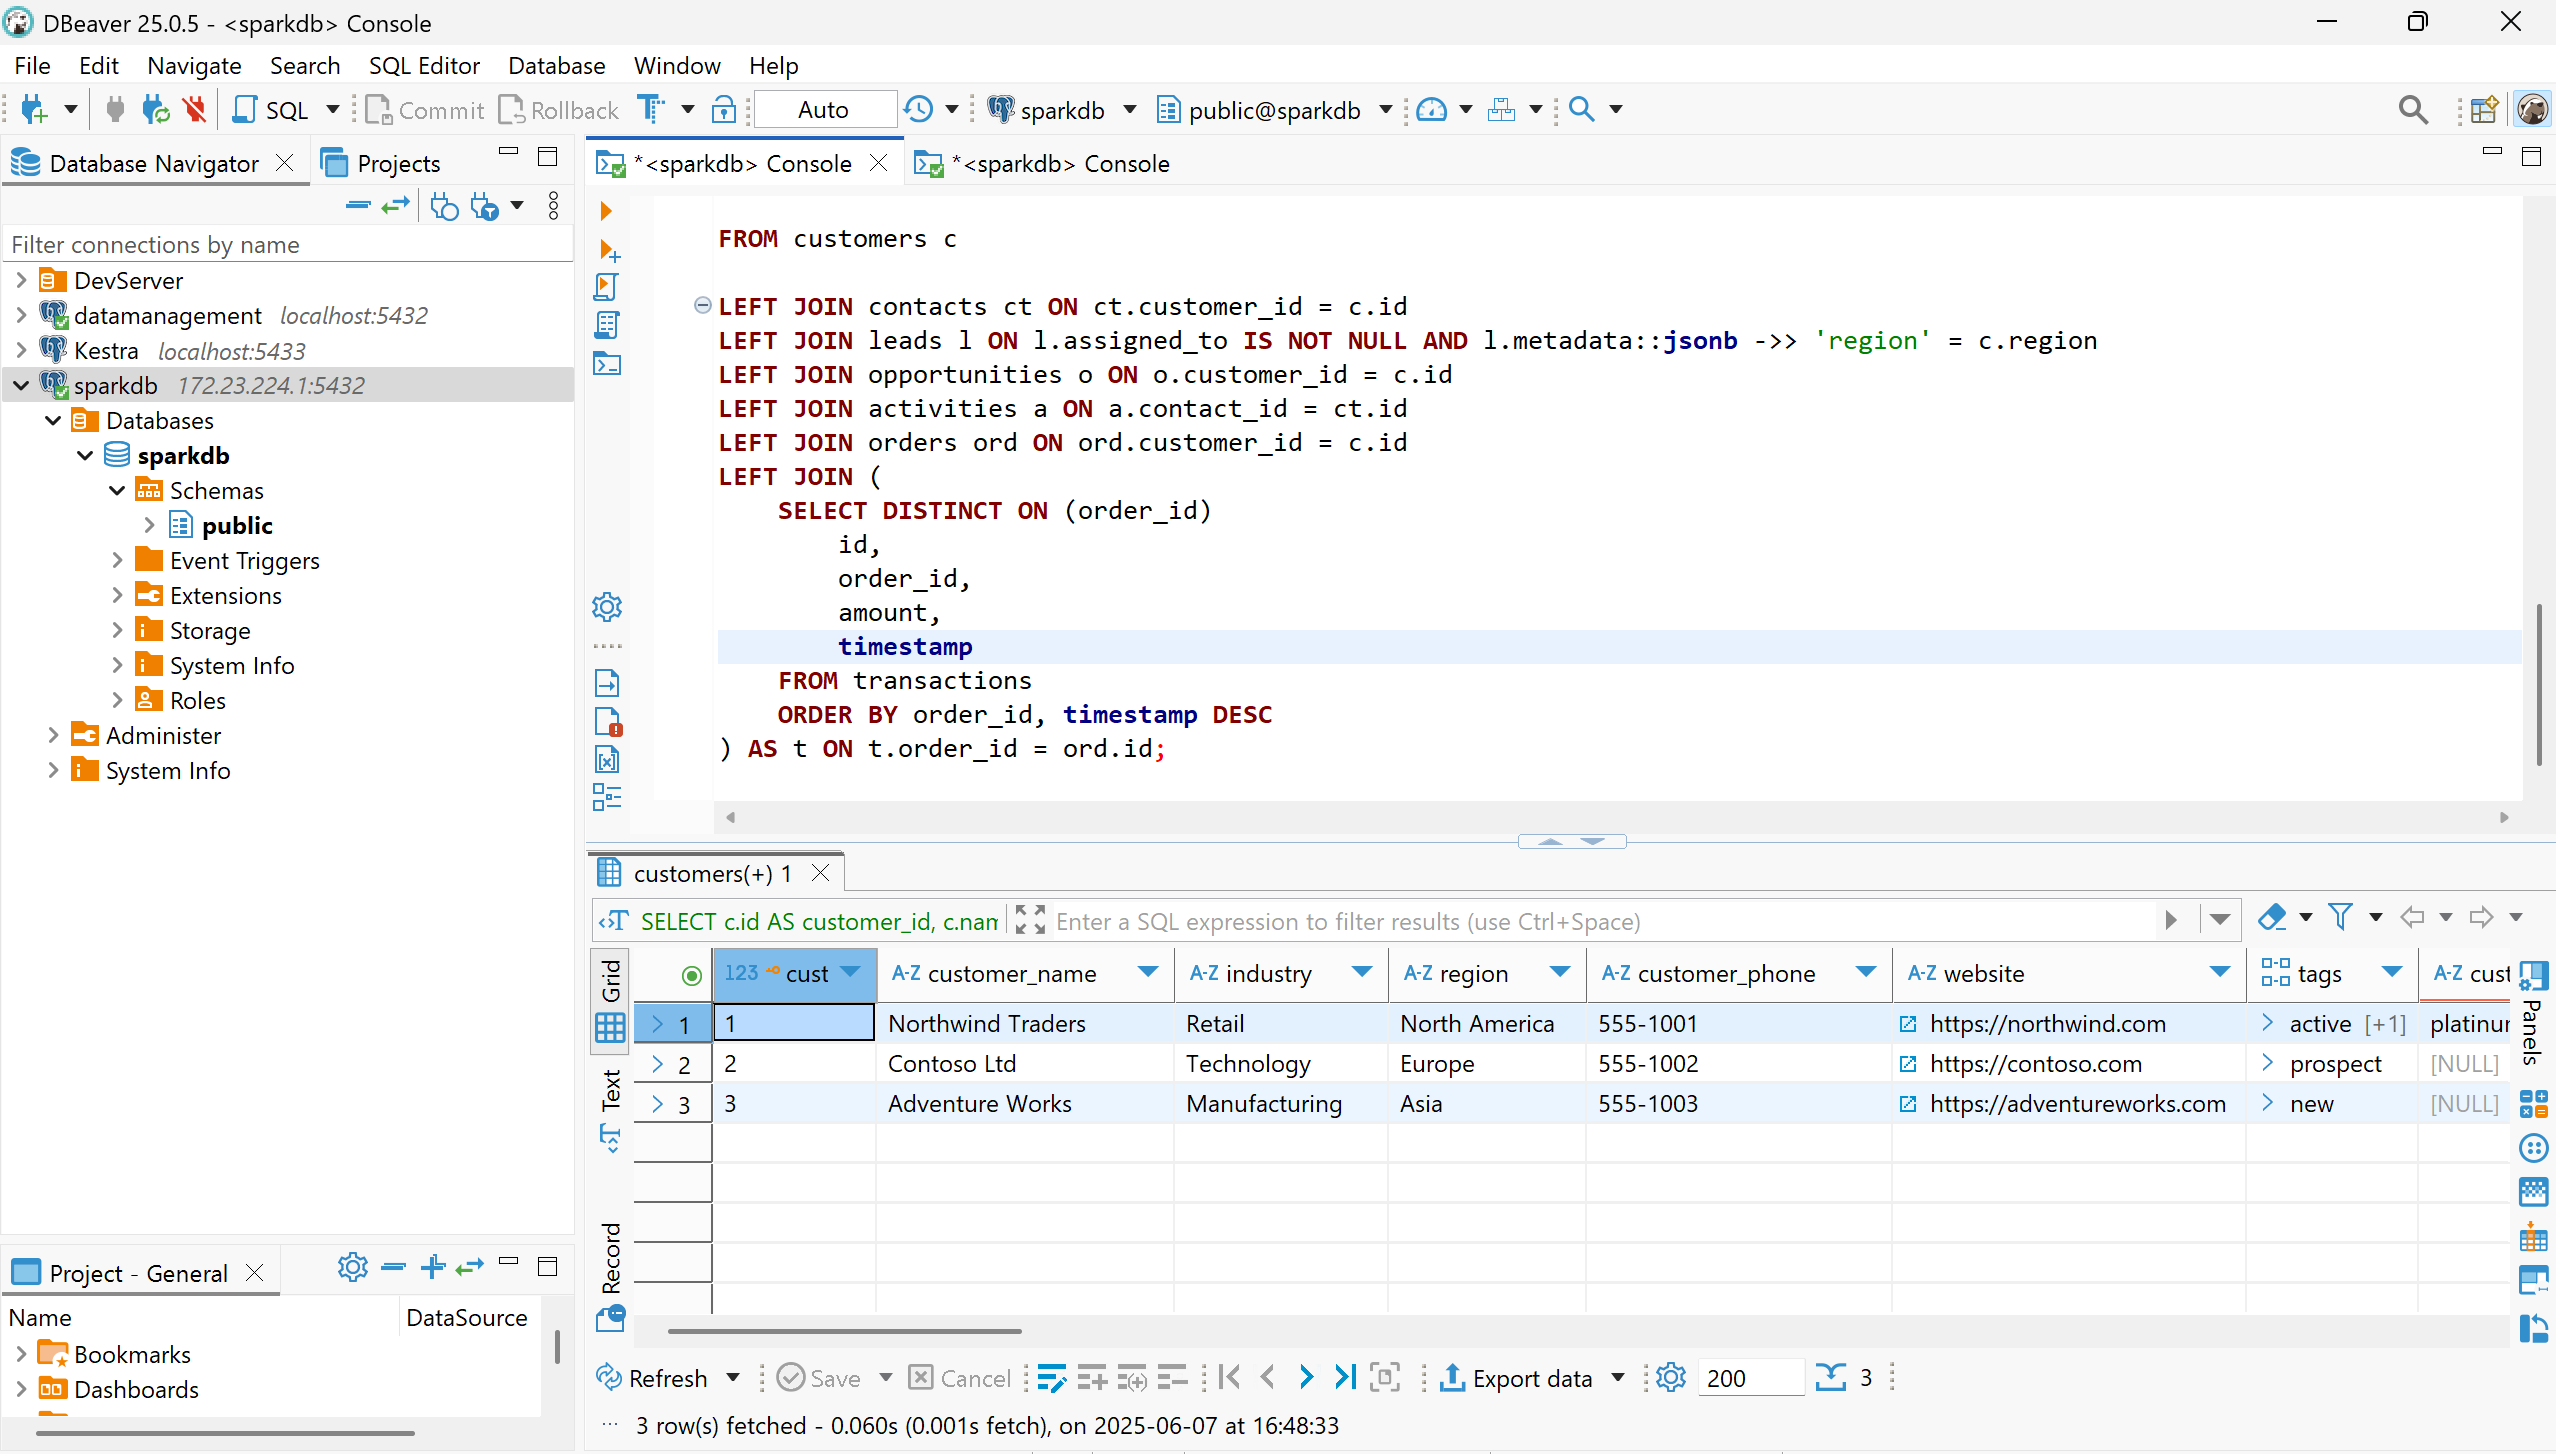 DBeaver 25.0.5 - <sparkdb> Console
File Edit Navigate Search SQL Editor Database Window Help
SQL Commit Rollback Auto sparkdb public@sparkdb
Database Navigator Projects
Filter connections by name
DevServer
datamanagement localhost:5432
Kestra localhost:5433
sparkdb 172.23.224.1:5432
Databases
sparkdb
Schemas
public
Event Triggers
Extensions
Storage
System Info
Roles
Administer
System Info
Project - General
Name DataSource
Bookmarks
Dashboards
*<sparkdb> Console *<sparkdb> Console
FROM customers c
LEFT JOIN contacts ct ON ct.customer_id = c.id
LEFT JOIN leads l ON l.assigned_to IS NOT NULL AND l.metadata::jsonb ->> 'region' = c.region
LEFT JOIN opportunities o ON o.customer_id = c.id
LEFT JOIN activities a ON a.contact_id = ct.id
LEFT JOIN orders ord ON ord.customer_id = c.id
LEFT JOIN (
SELECT DISTINCT ON (order_id)
id,
order_id,
amount,
timestamp
FROM transactions
ORDER BY order_id, timestamp DESC
) AS t ON t.order_id = ord.id;
customers(+) 1
SELECT c.id AS customer_id, c.nam Enter a SQL expression to filter results (use Ctrl+Space)
Grid
Text
Record
123 cust A-Z customer_name A-Z industry A-Z region A-Z customer_phone A-Z website tags A-Z cust
1 1 Northwind Traders Retail North America 555-1001 https://northwind.com active [+1] platinur
2 2 Contoso Ltd Technology Europe 555-1002 https://contoso.com prospect [NULL]
3 3 Adventure Works Manufacturing Asia 555-1003 https://adventureworks.com new [NULL]
Panels
Refresh Save Cancel Export data 200 3
3 row(s) fetched - 0.060s (0.001s fetch), on 2025-06-07 at 16:48:33